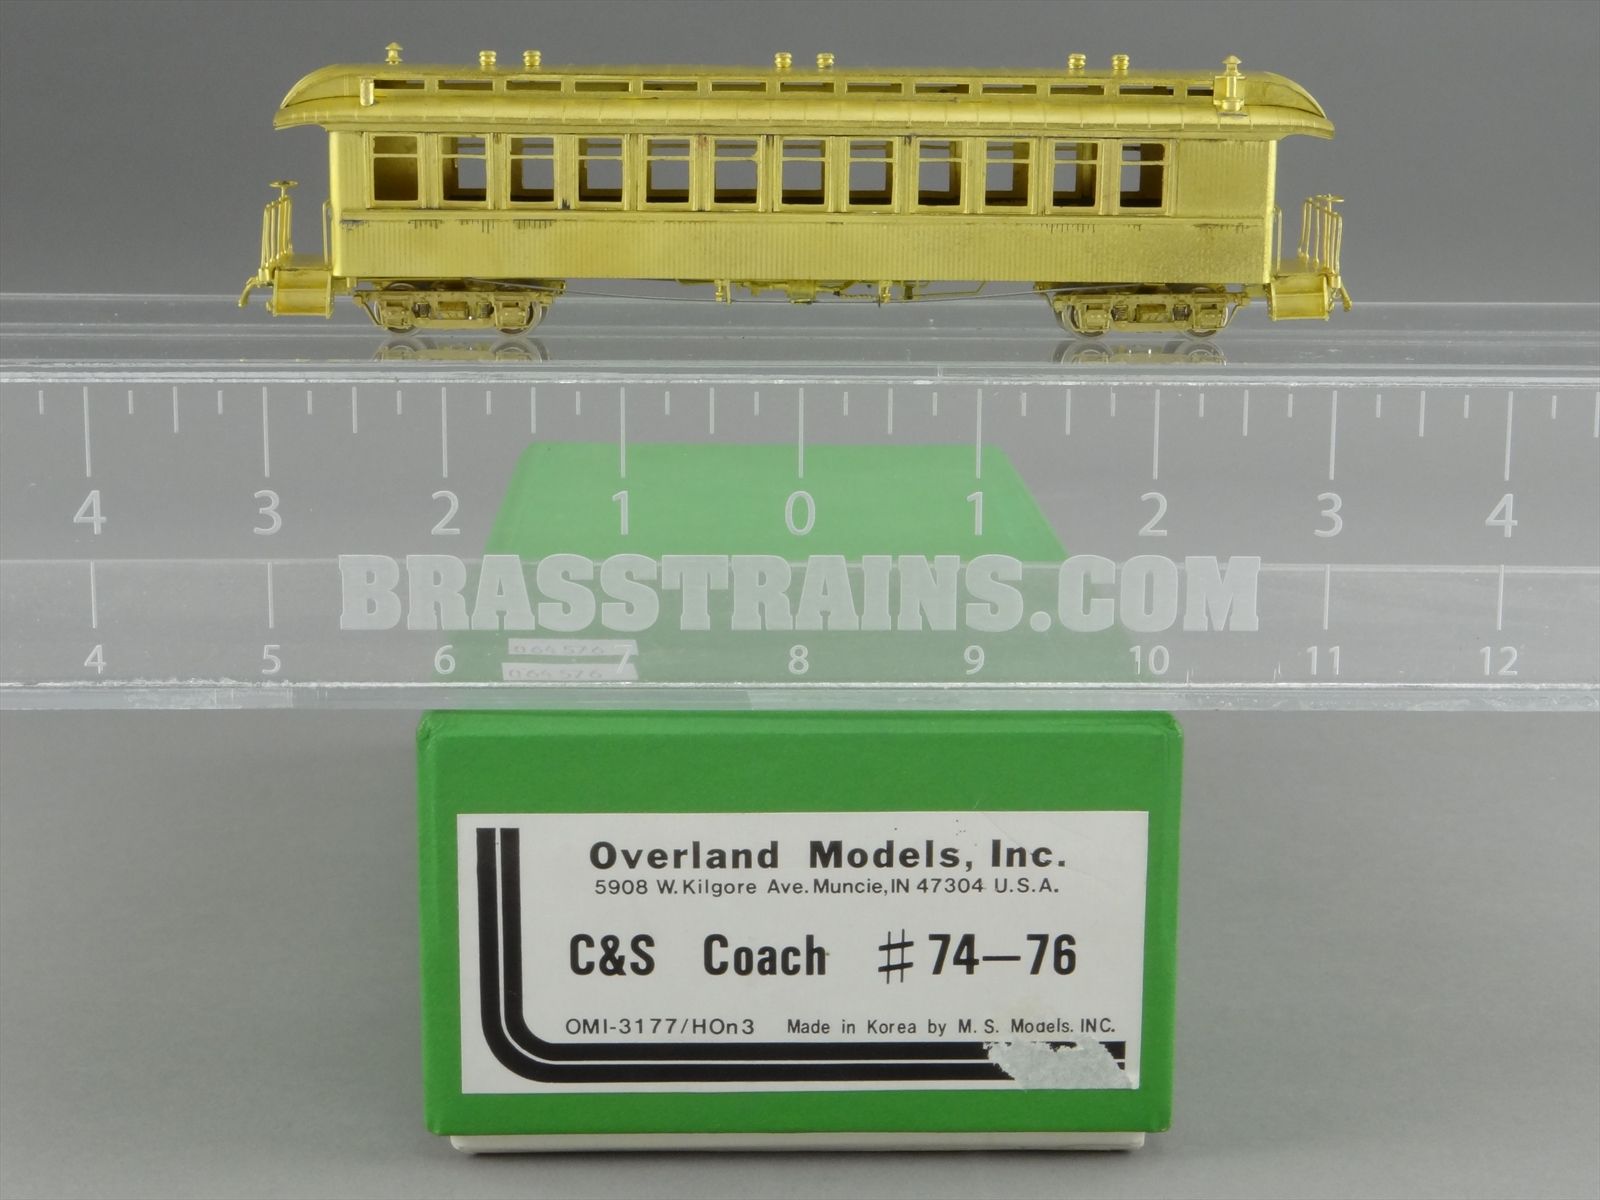 4 3 2 1 0 1 2 3 4
BRASSTRAINS.COM
064576
064576
4 5 6 7 8 9 10 11 12
Overland Models, Inc.
5908 W. Kilgore Ave. Muncie, IN 47304 U.S.A.
C&S Coach #74—76
OMI-3177/HOn3 Made in Korea by M. S. Models. INC.